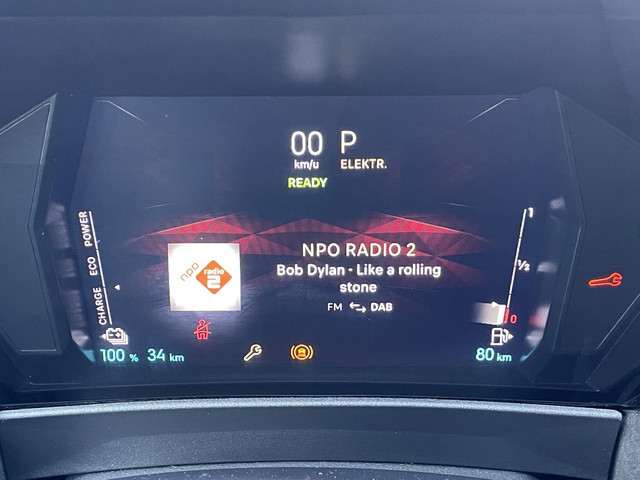 00 P
km/u ELEKTR.
READY
POWER
ECO
CHARGE
1
1/2
0
npo
radio
2
NPO RADIO 2
Bob Dylan - Like a rolling
stone
FM DAB
100 % 34 km
80 km